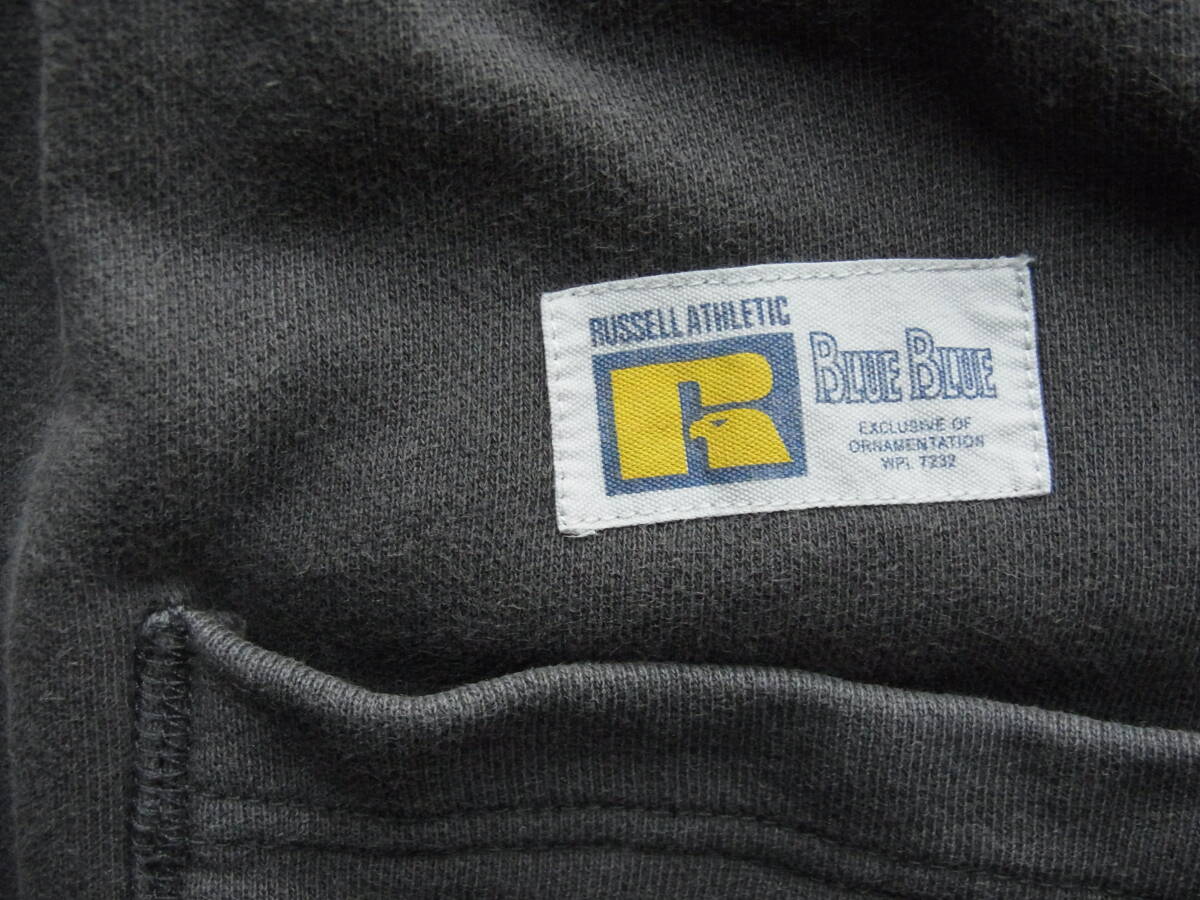 RUSSELL ATHLETIC
R
BLUE BLUE
EXCLUSIVE OF
ORNAMENTATION
WPL 7232